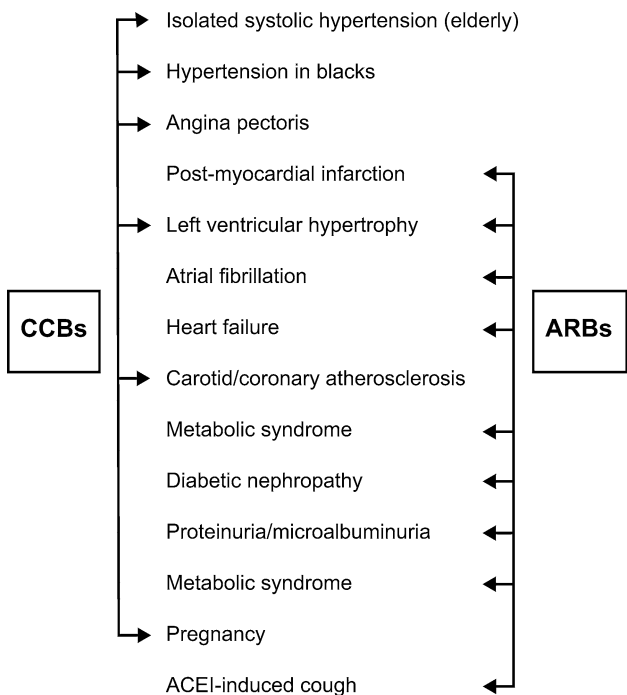 Isolated systolic hypertension (elderly)
Hypertension in blacks
Angina pectoris
Post-myocardial infarction
Left ventricular hypertrophy
Atrial fibrillation
CCBs
Heart failure
ARBs
Carotid/coronary atherosclerosis
Metabolic syndrome
Diabetic nephropathy
Proteinuria/microalbuminuria
Metabolic syndrome
Pregnancy
ACEI-induced cough